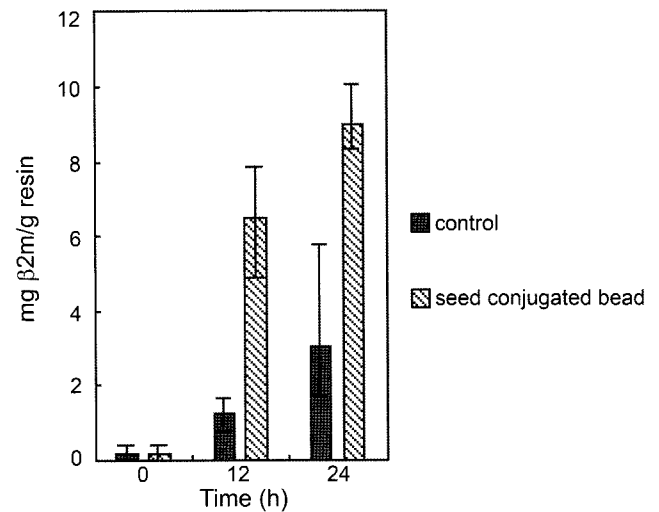 mg β2m/g resin
12
10
8
6
4
2
0
0 12 24
Time (h)
control
seed conjugated bead